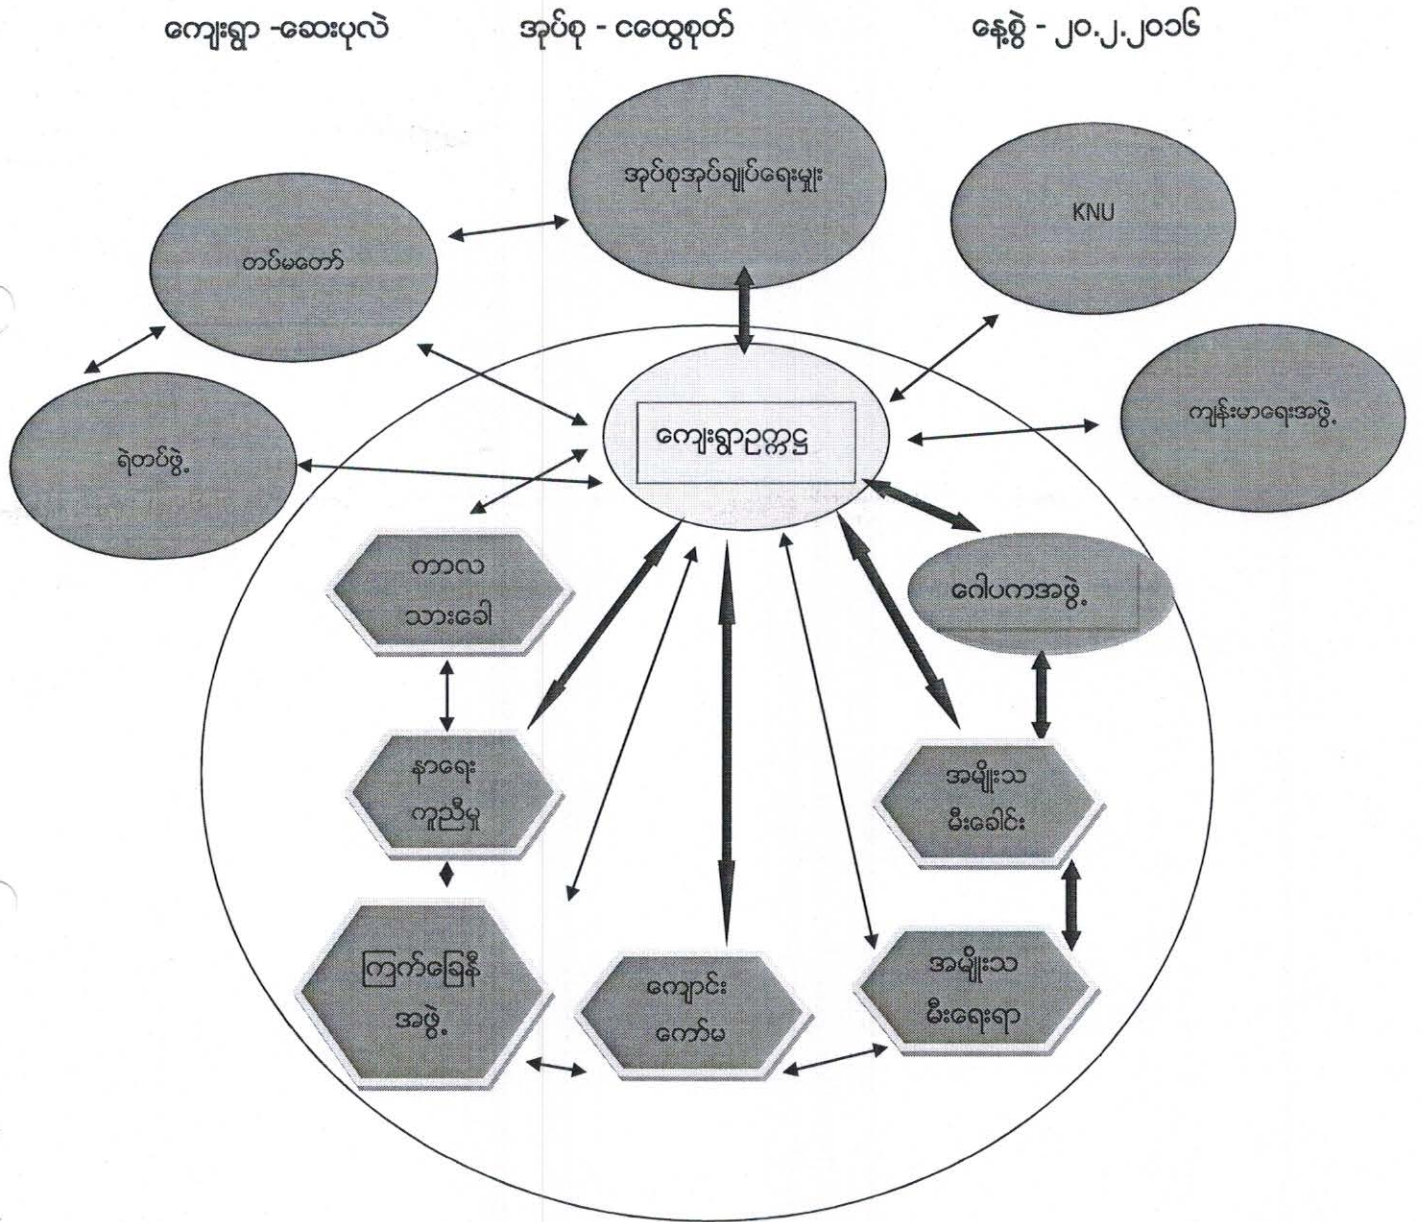 ကျေးရွာ -ဆေးပုလဲ အုပ်စု - ငထွေစုတ် နေ့စွဲ - ၂၀.၂.၂၀၁၆
အုပ်စုအုပ်ချုပ်ရေးမှုး
KNU
တပ်မတော်
ကျန်းမာရေးအဖွဲ့
ကျေးရွာဥက္ကဋ္ဌ
ရဲတပ်ဖွဲ့
ကာလ
သားခေါ်
ဂေါပကအဖွဲ့
နာရေး
ကူညီမှု
အမျိုးသ
မီးခေါင်း
ကြက်ခြေနီ
အဖွဲ့
ကျောင်း
ကော်မ
အမျိုးသ
မီးရေးရာ